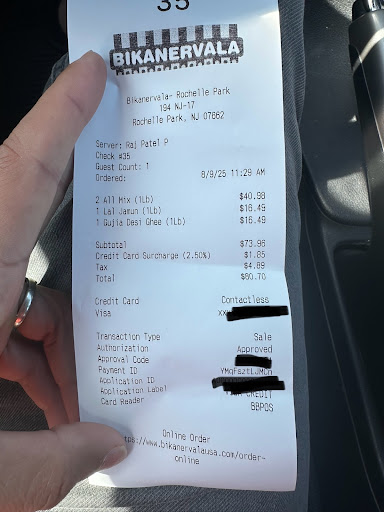 35
BIKANERVALA
Bikanervala- Rochelle Park
194 NJ-17
Rochelle Park, NJ 07662
Server: Raj Patel P
Check #35
Guest Count: 1
Ordered: 8/9/25 11:29 AM
2 All Mix (1Lb) $40.98
1 Lal Jamun (1Lb) $16.49
1 Gujia Desi Ghee (1Lb) $16.49
Subtotal $73.96
Credit Card Surcharge (2.50%) $1.85
Tax $4.89
Total $80.70
Credit Card Contactless
Visa
Transaction Type Sale
Authorization Approved
Approval Code
Payment ID
Application ID
Application Label CREDIT
Card Reader BBPOS
Online Order
ttps://www.bikanervalausa.com/order-
online